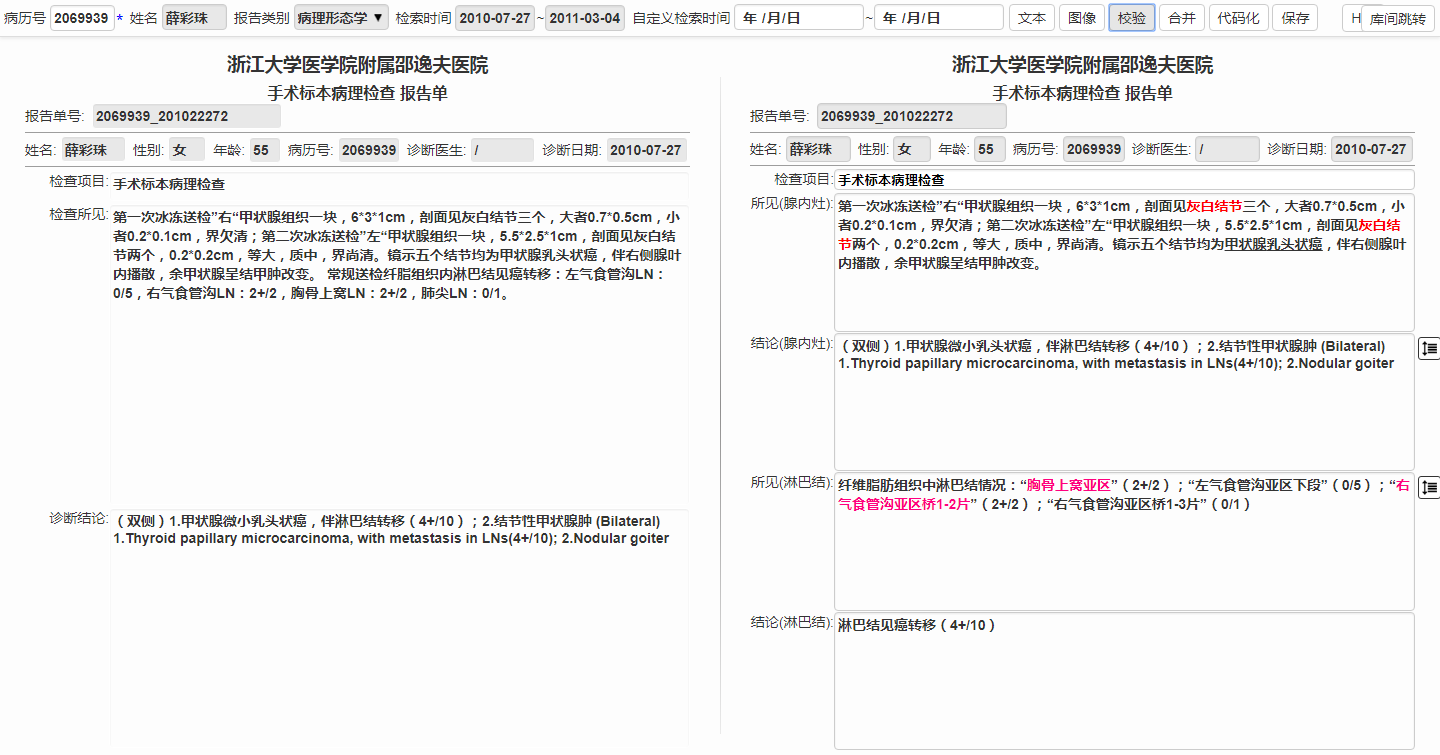 病历号 2069939 * 姓名 薛彩珠 报告类别 病理形态学 ▼ 检索时间 2010-07-27 ~ 2011-03-04 自定义检索时间 年 /月/日 ~ 年 /月/日 文本 图像 校验 合并 代码化 保存 H 库间跳转
浙江大学医学院附属邵逸夫医院
手术标本病理检查 报告单
报告单号: 2069939_201022272
姓名: 薛彩珠 性别: 女 年龄: 55 病历号: 2069939 诊断医生: / 诊断日期: 2010-07-27
检查项目: 手术标本病理检查
检查所见: 第一次冰冻送检”右“甲状腺组织一块，6*3*1cm，剖面见灰白结节三个，大者0.7*0.5cm，小
者0.2*0.1cm，界欠清；第二次冰冻送检”左“甲状腺组织一块，5.5*2.5*1cm，剖面见灰白结
节两个，0.2*0.2cm，等大，质中，界尚清。镜示五个结节均为甲状腺乳头状癌，伴右侧腺叶
内播散，余甲状腺呈结甲肿改变。 常规送检纤脂组织内淋巴结见癌转移：左气食管沟LN：
0/5，右气食管沟LN：2+/2，胸骨上窝LN：2+/2，肺尖LN：0/1。
诊断结论: （双侧）1.甲状腺微小乳头状癌，伴淋巴结转移（4+/10）；2.结节性甲状腺肿 (Bilateral)
1.Thyroid papillary microcarcinoma, with metastasis in LNs(4+/10); 2.Nodular goiter
浙江大学医学院附属邵逸夫医院
手术标本病理检查 报告单
报告单号: 2069939_201022272
姓名: 薛彩珠 性别: 女 年龄: 55 病历号: 2069939 诊断医生: / 诊断日期: 2010-07-27
检查项目: 手术标本病理检查
所见(腺内灶): 第一次冰冻送检”右“甲状腺组织一块，6*3*1cm，剖面见灰白结节三个，大者0.7*0.5cm，小
者0.2*0.1cm，界欠清；第二次冰冻送检”左“甲状腺组织一块，5.5*2.5*1cm，剖面见灰白结
节两个，0.2*0.2cm，等大，质中，界尚清。镜示五个结节均为甲状腺乳头状癌，伴右侧腺叶
内播散，余甲状腺呈结甲肿改变。
结论(腺内灶): （双侧）1.甲状腺微小乳头状癌，伴淋巴结转移（4+/10）；2.结节性甲状腺肿 (Bilateral)
1.Thyroid papillary microcarcinoma, with metastasis in LNs(4+/10); 2.Nodular goiter
所见(淋巴结): 纤维脂肪组织中淋巴结情况：“胸骨上窝亚区”（2+/2）；“左气食管沟亚区下段”（0/5）；“右
气食管沟亚区桥1-2片”（2+/2）；“右气食管沟亚区桥1-3片”（0/1）
结论(淋巴结): 淋巴结见癌转移（4+/10）